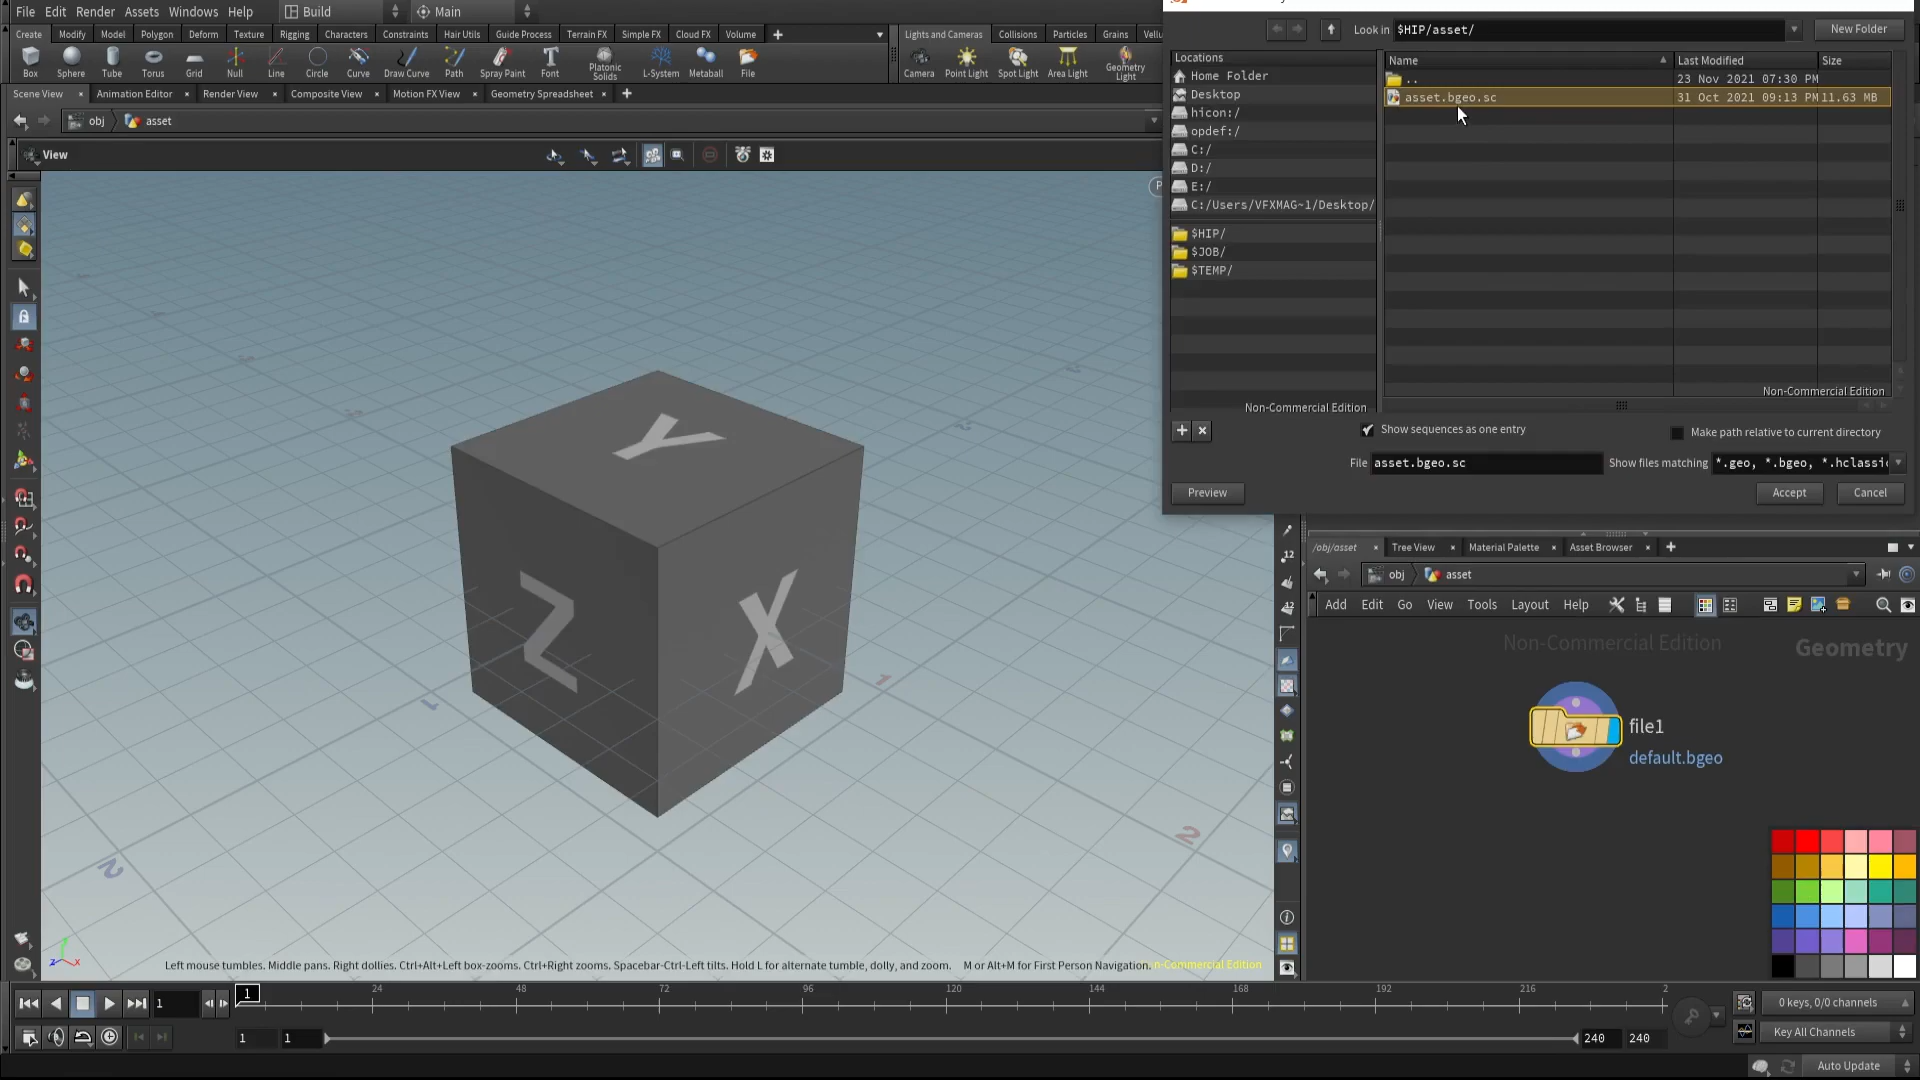 File Edit Render Assets Windows Help Build Main
Create Modify Model Polygon Deform Texture Rigging Characters Constraints Hair Utils Guide Process Terrain FX Simple FX Cloud FX Volume
Box Sphere Tube Torus Grid Null Line Circle Curve Draw Curve Path Spray Paint Font Platonic Solids L-System Metaball File
Lights and Cameras Collisions Particles Grains
Camera Point Light Spot Light Area Light Geometry Light
Scene View Animation Editor Render View Composite View Motion FX View Geometry Spreadsheet
obj asset
View
Y
Z
X
1
1
2
2
Left mouse tumbles. Middle pans. Right dollies. Ctrl+Alt+Left box-zooms. Ctrl+Right zooms. Spacebar-Ctrl-Left tilts. Hold L for alternate tumble, dolly, and zoom. M or Alt+M for First Person Navigation.
n-Commercial Edition
Look in $HIP/asset/ New Folder
Locations
Home Folder
Desktop
hicon:/
opdef:/
C:/
D:/
E:/
C:/Users/VFXMAG~1/Desktop/
$HIP/
$JOB/
$TEMP/
Non-Commercial Edition
Name Last Modified Size
.. 23 Nov 2021 07:30 PM
asset.bgeo.sc 31 Oct 2021 09:13 PM 11.63 MB
Non-Commercial Edition
Show sequences as one entry Make path relative to current directory
File asset.bgeo.sc Show files matching *.geo, *.bgeo, *.hclassic
Preview Accept Cancel
/obj/asset Tree View Material Palette Asset Browser
obj asset
Add Edit Go View Tools Layout Help
Non-Commercial Edition
Geometry
file1
default.bgeo
12
12
1 1 24 48 72 96 120 144 168 192 216 2
0 keys, 0/0 channels
1 1 240 240
Key All Channels
Auto Update